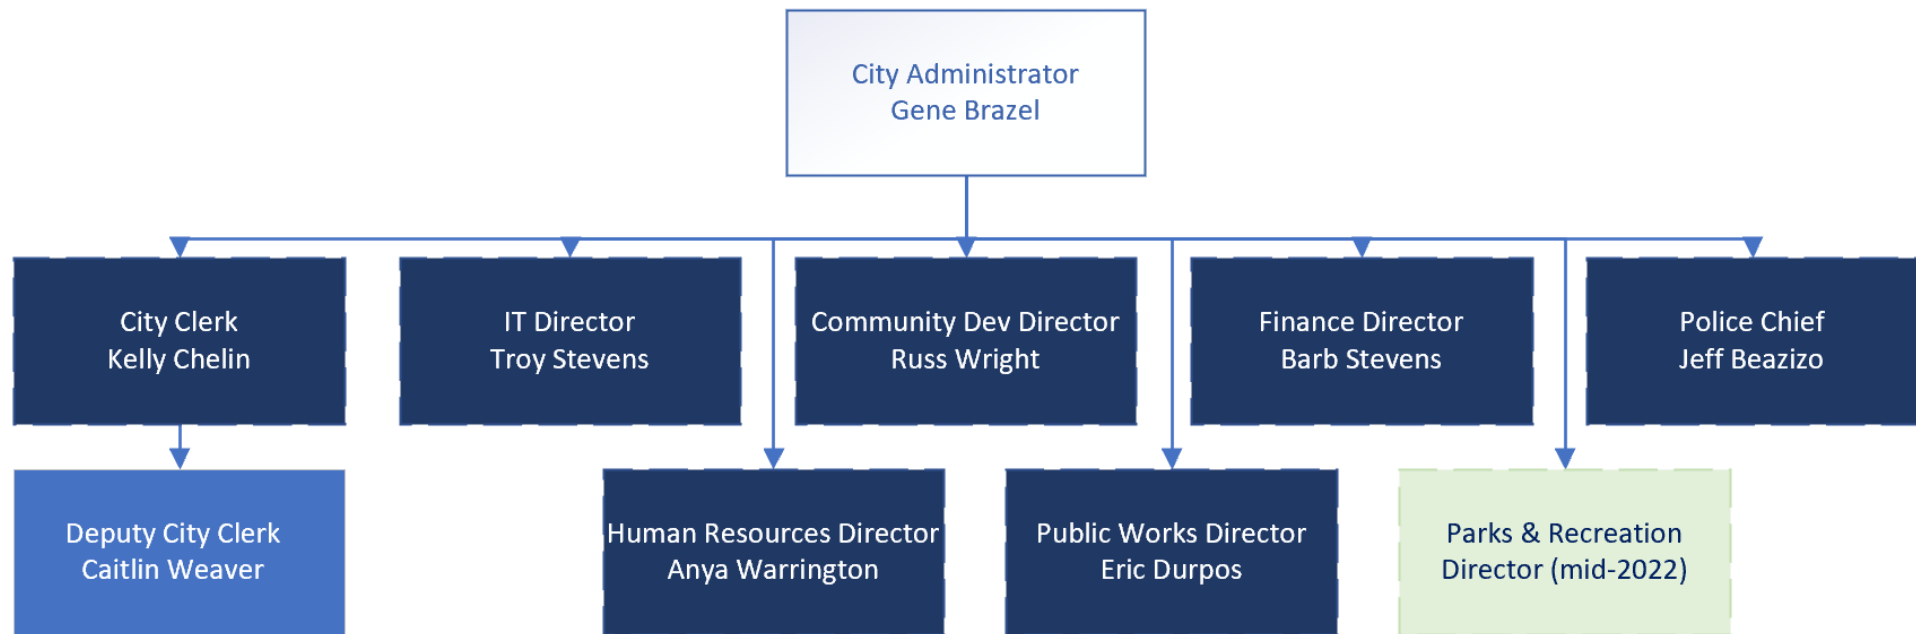 City Administrator
Gene Brazel
City Clerk
Kelly Chelin
IT Director
Troy Stevens
Community Dev Director
Russ Wright
Finance Director
Barb Stevens
Police Chief
Jeff Beazizo
Deputy City Clerk
Caitlin Weaver
Human Resources Director
Anya Warrington
Public Works Director
Eric Durpos
Parks & Recreation
Director (mid-2022)